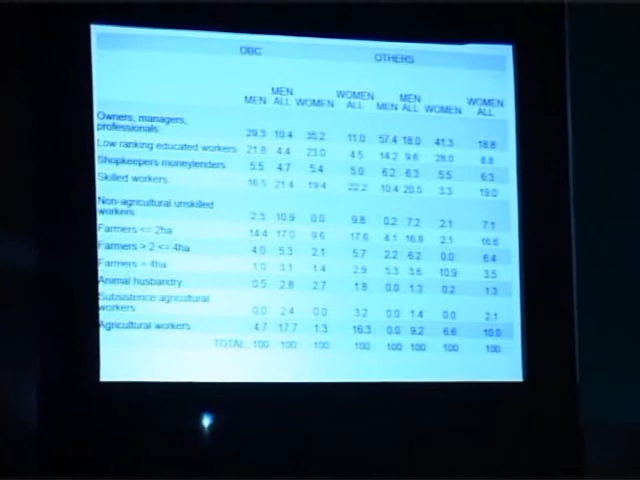 OBC OTHERS
MEN MEN ALL WOMEN WOMEN ALL MEN MEN ALL WOMEN WOMEN ALL
Owners, managers,
professionals 29.3 10.4 35.2 11.0 57.4 18.0 41.3 18.8
Low ranking educated workers 21.8 4.4 23.0 4.5 14.2 9.6 28.0 8.8
Shopkeepers moneylenders 5.5 4.7 5.4 5.0 6.2 6.3 5.5 6.3
Skilled workers 16.5 21.4 19.4 22.2 10.4 20.5 3.3 19.0
Non-agricultural unskilled
workers 2.3 10.9 0.0 9.8 0.2 7.2 2.1 7.1
Farmers <= 2ha 14.4 17.0 9.6 17.6 4.1 16.8 2.1 16.6
Farmers > 2 <= 4ha 4.0 5.3 2.1 5.7 2.2 6.2 0.0 6.4
Farmers > 4ha 1.0 3.1 1.4 2.9 5.3 3.6 10.9 3.5
Animal husbandry 0.5 2.8 2.7 1.8 0.0 1.3 0.2 1.3
Subsistence agricultural
workers 0.0 2.4 0.0 3.2 0.0 1.4 0.0 2.1
Agricultural workers 4.7 17.7 1.3 16.3 0.0 9.2 6.6 10.0
TOTAL 100 100 100 100 100 100 100 100